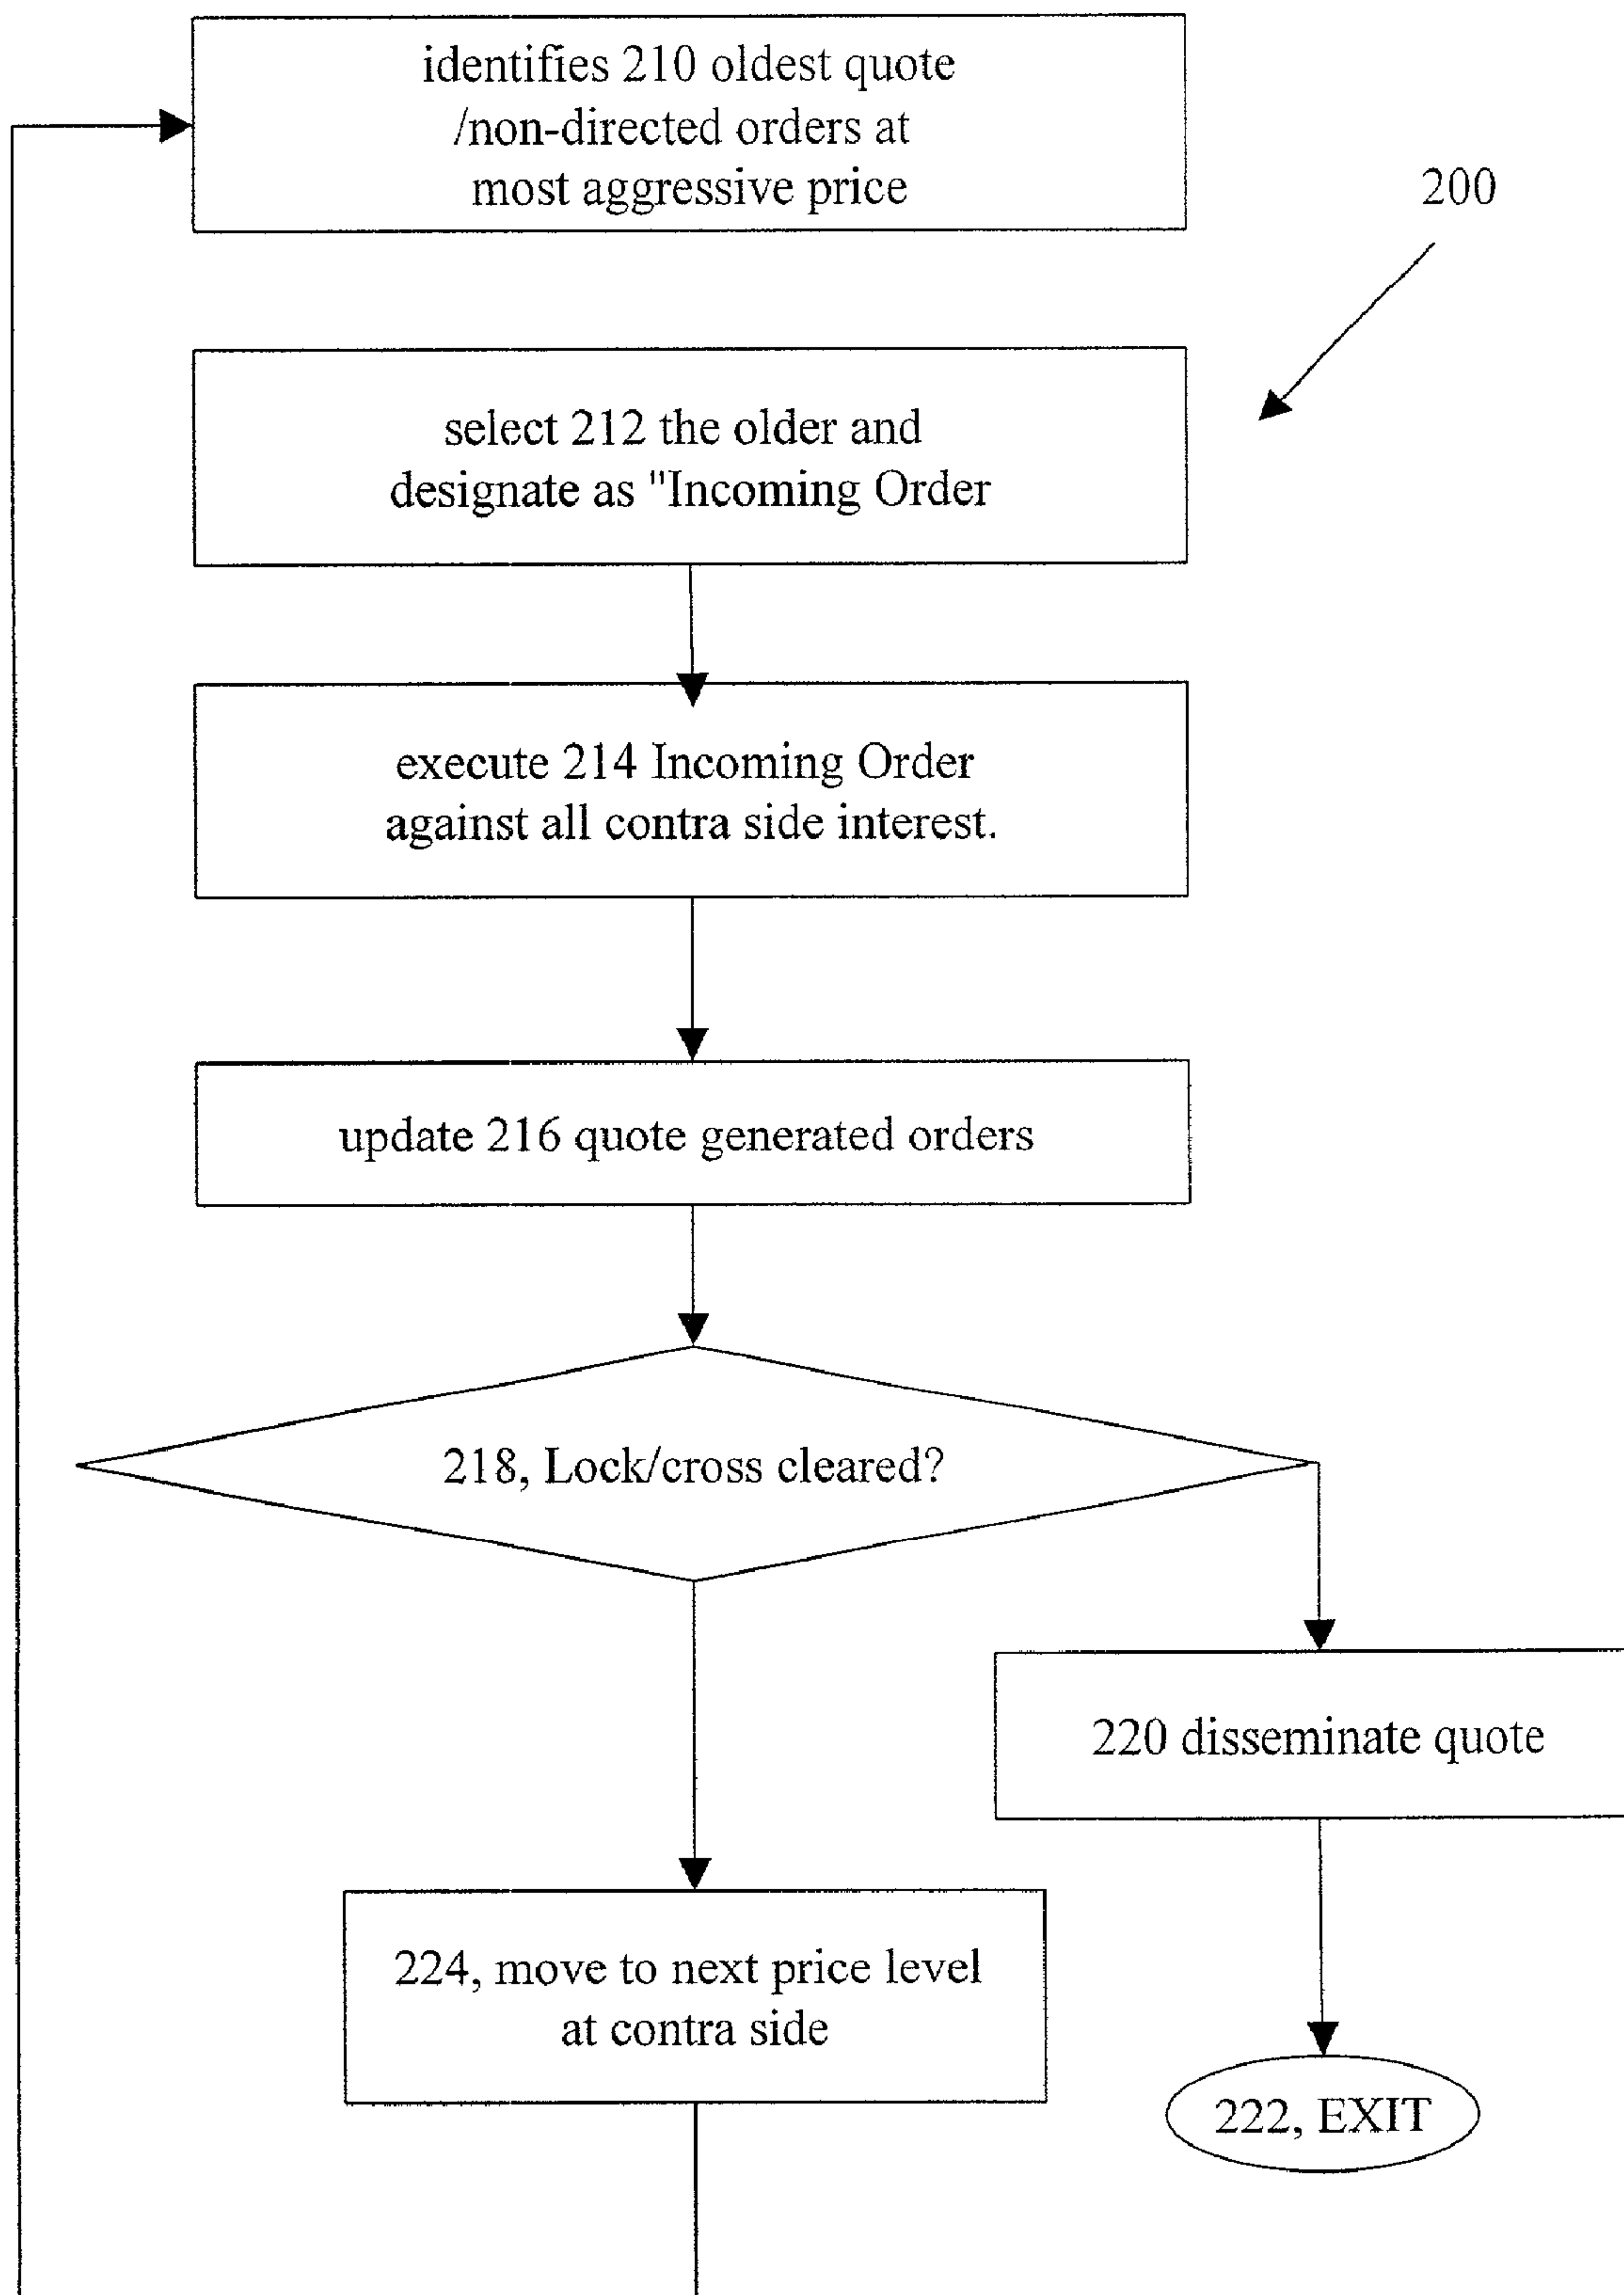 identifies 210 oldest quote
/non-directed orders at
most aggressive price
200
select 212 the older and
designate as "Incoming Order
execute 214 Incoming Order
against all contra side interest.
update 216 quote generated orders
218, Lock/cross cleared?
220 disseminate quote
224, move to next price level
at contra side
222, EXIT